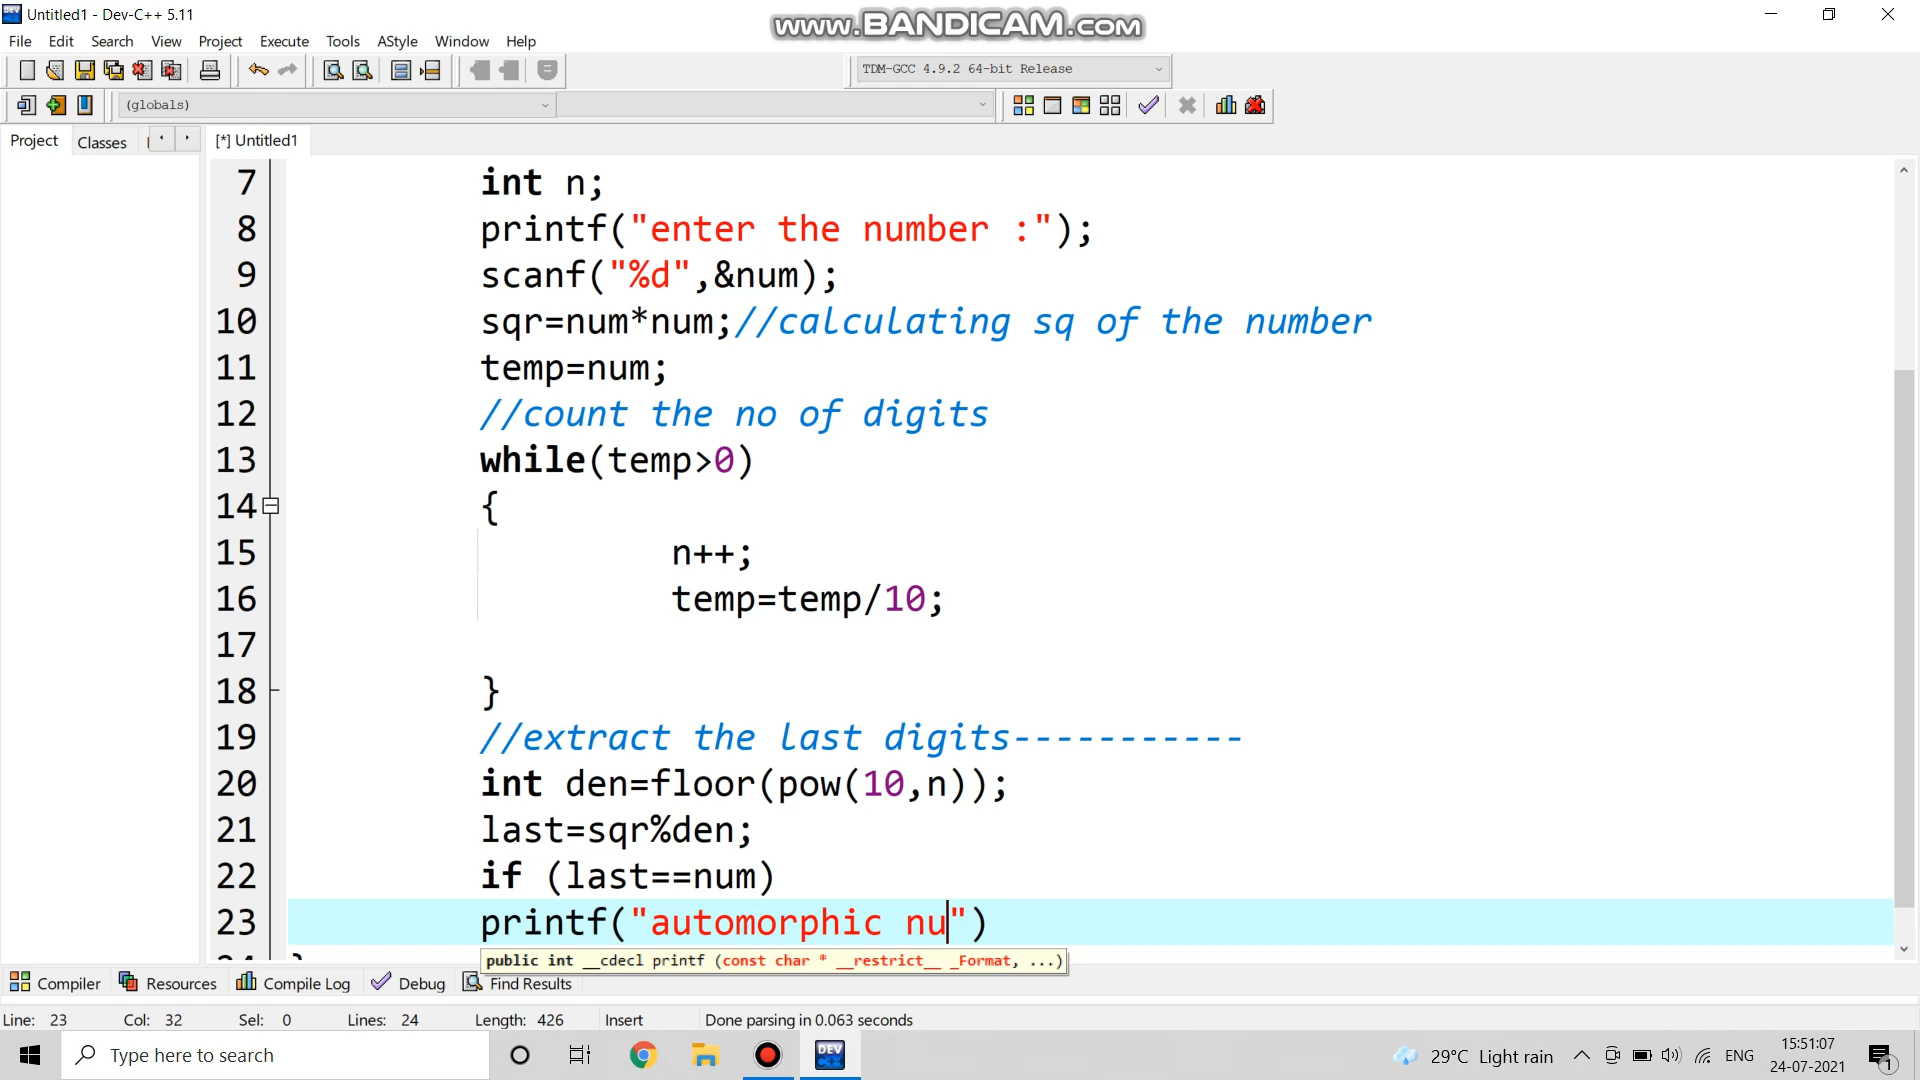 Untitled1 - Dev-C++ 5.11
www.BANDICAM.com
File Edit Search View Project Execute Tools AStyle Window Help
TDM-GCC 4.9.2 64-bit Release
(globals)
Project Classes [*] Untitled1
7 int n;
8 printf("enter the number :");
9 scanf("%d",&num);
10 sqr=num*num;//calculating sq of the number
11 temp=num;
12 //count the no of digits
13 while(temp>0)
14 {
15 n++;
16 temp=temp/10;
17
18 }
19 //extract the last digits-----------
20 int den=floor(pow(10,n));
21 last=sqr%den;
22 if (last==num)
23 printf("automorphic nu")
public int __cdecl printf (const char * __restrict__ _Format, ...)
Compiler Resources Compile Log Debug Find Results
Line: 23 Col: 32 Sel: 0 Lines: 24 Length: 426 Insert Done parsing in 0.063 seconds
Type here to search
DEV C++
29°C Light rain
ENG
15:51:07
24-07-2021
1